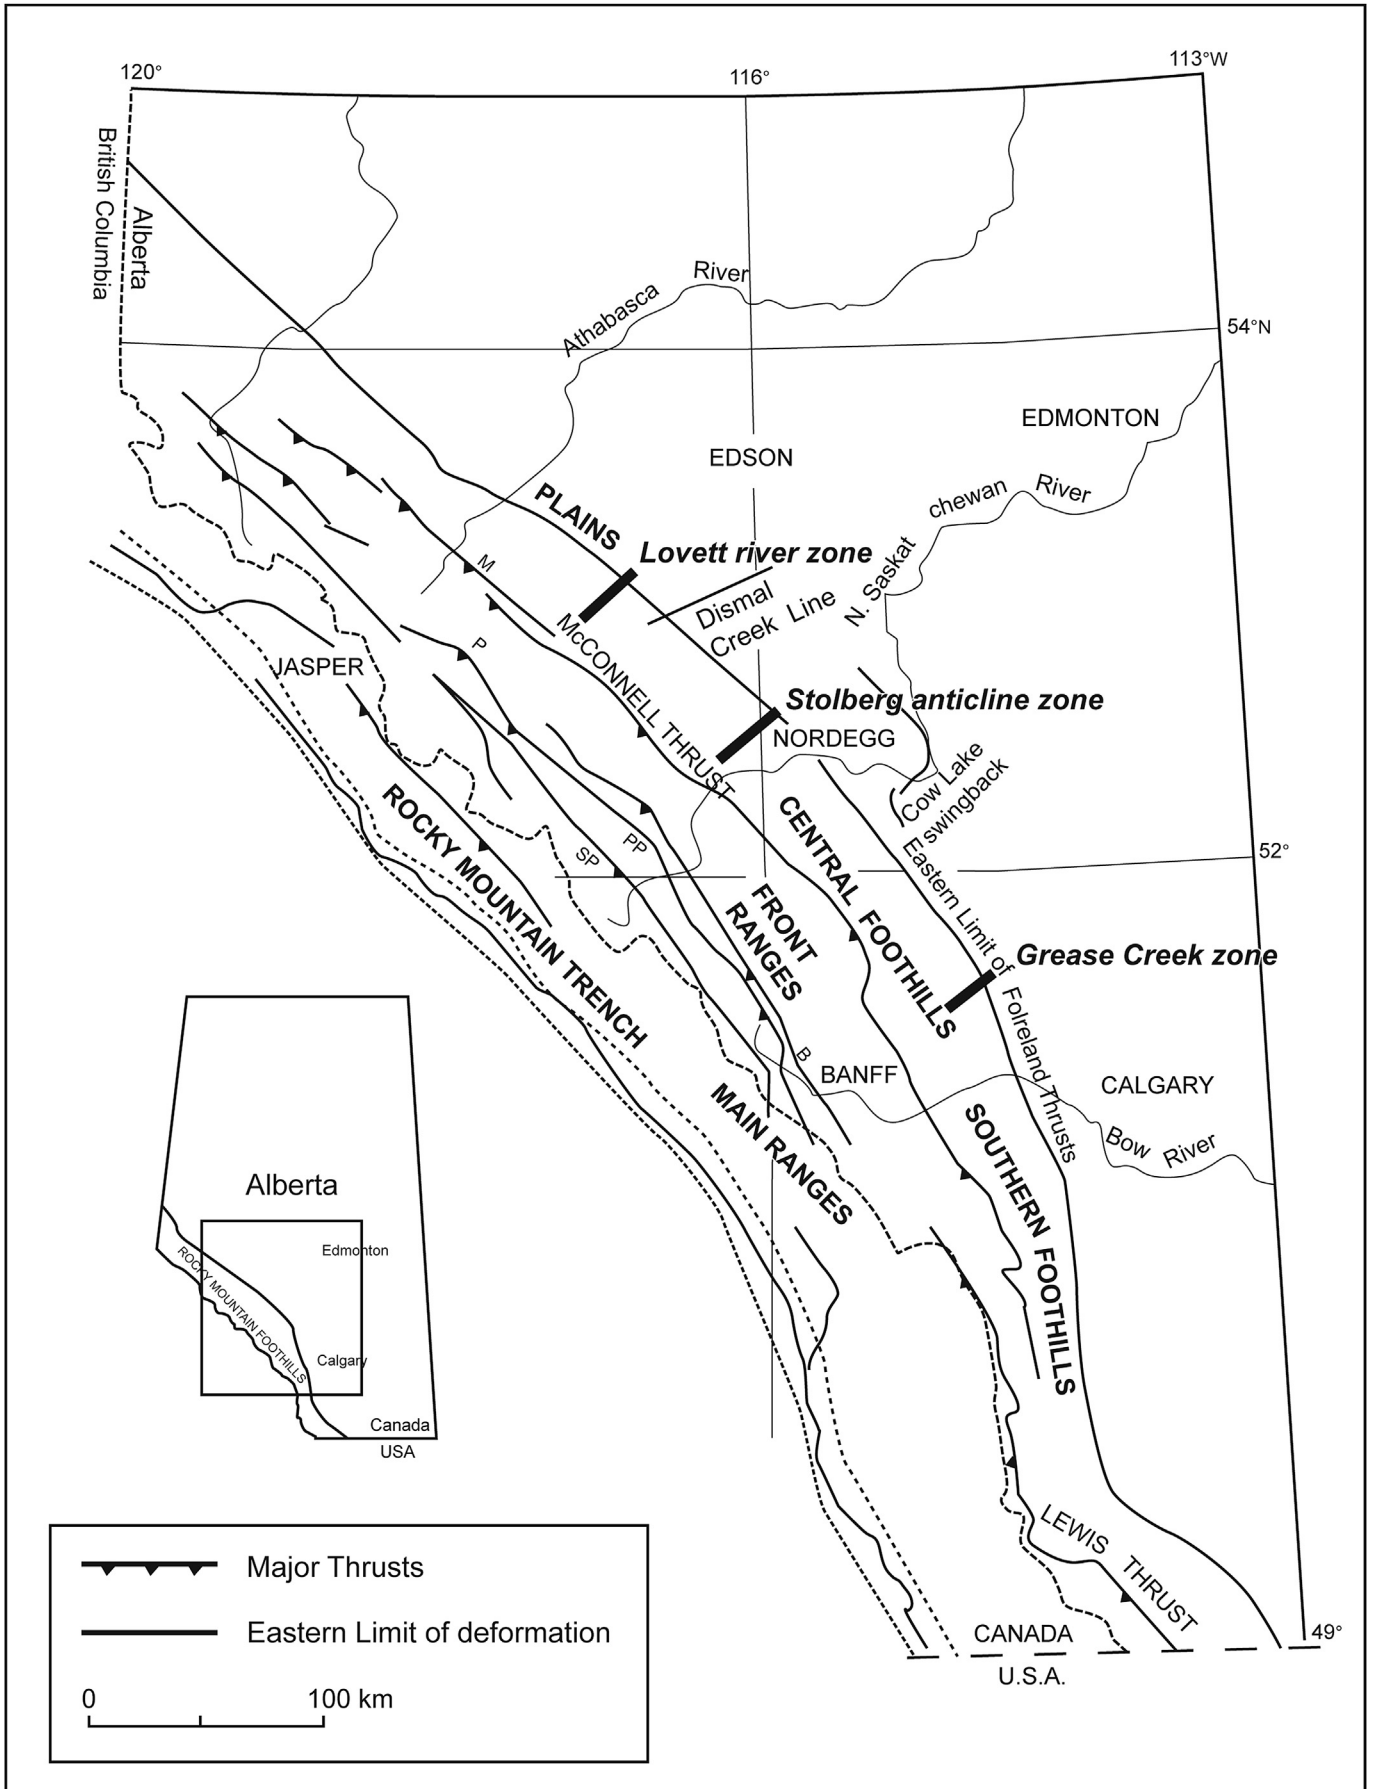 120°
116°
113°W
British Columbia
Alberta
Athabasca River
54°N
EDMONTON
EDSON
N. Saskat chewan River
PLAINS
Lovett river zone
M
Dismal
Creek Line
McCONNELL THRUST
P
JASPER
Stolberg anticline zone
NORDEGG
Cow Lake
swingback
ROCKY MOUNTAIN TRENCH
CENTRAL FOOTHILLS
PP
SP
52°
Eastern Limit of Folreland Thrusts
FRONT
RANGES
Grease Creek zone
B
BANFF
CALGARY
MAIN RANGES
SOUTHERN FOOTHILLS
Bow River
Alberta
Edmonton
ROCKY MOUNTAIN FOOTHILLS
Calgary
Canada
USA
LEWIS THRUST
CANADA
U.S.A.
49°
Major Thrusts
Eastern Limit of deformation
0 100 km